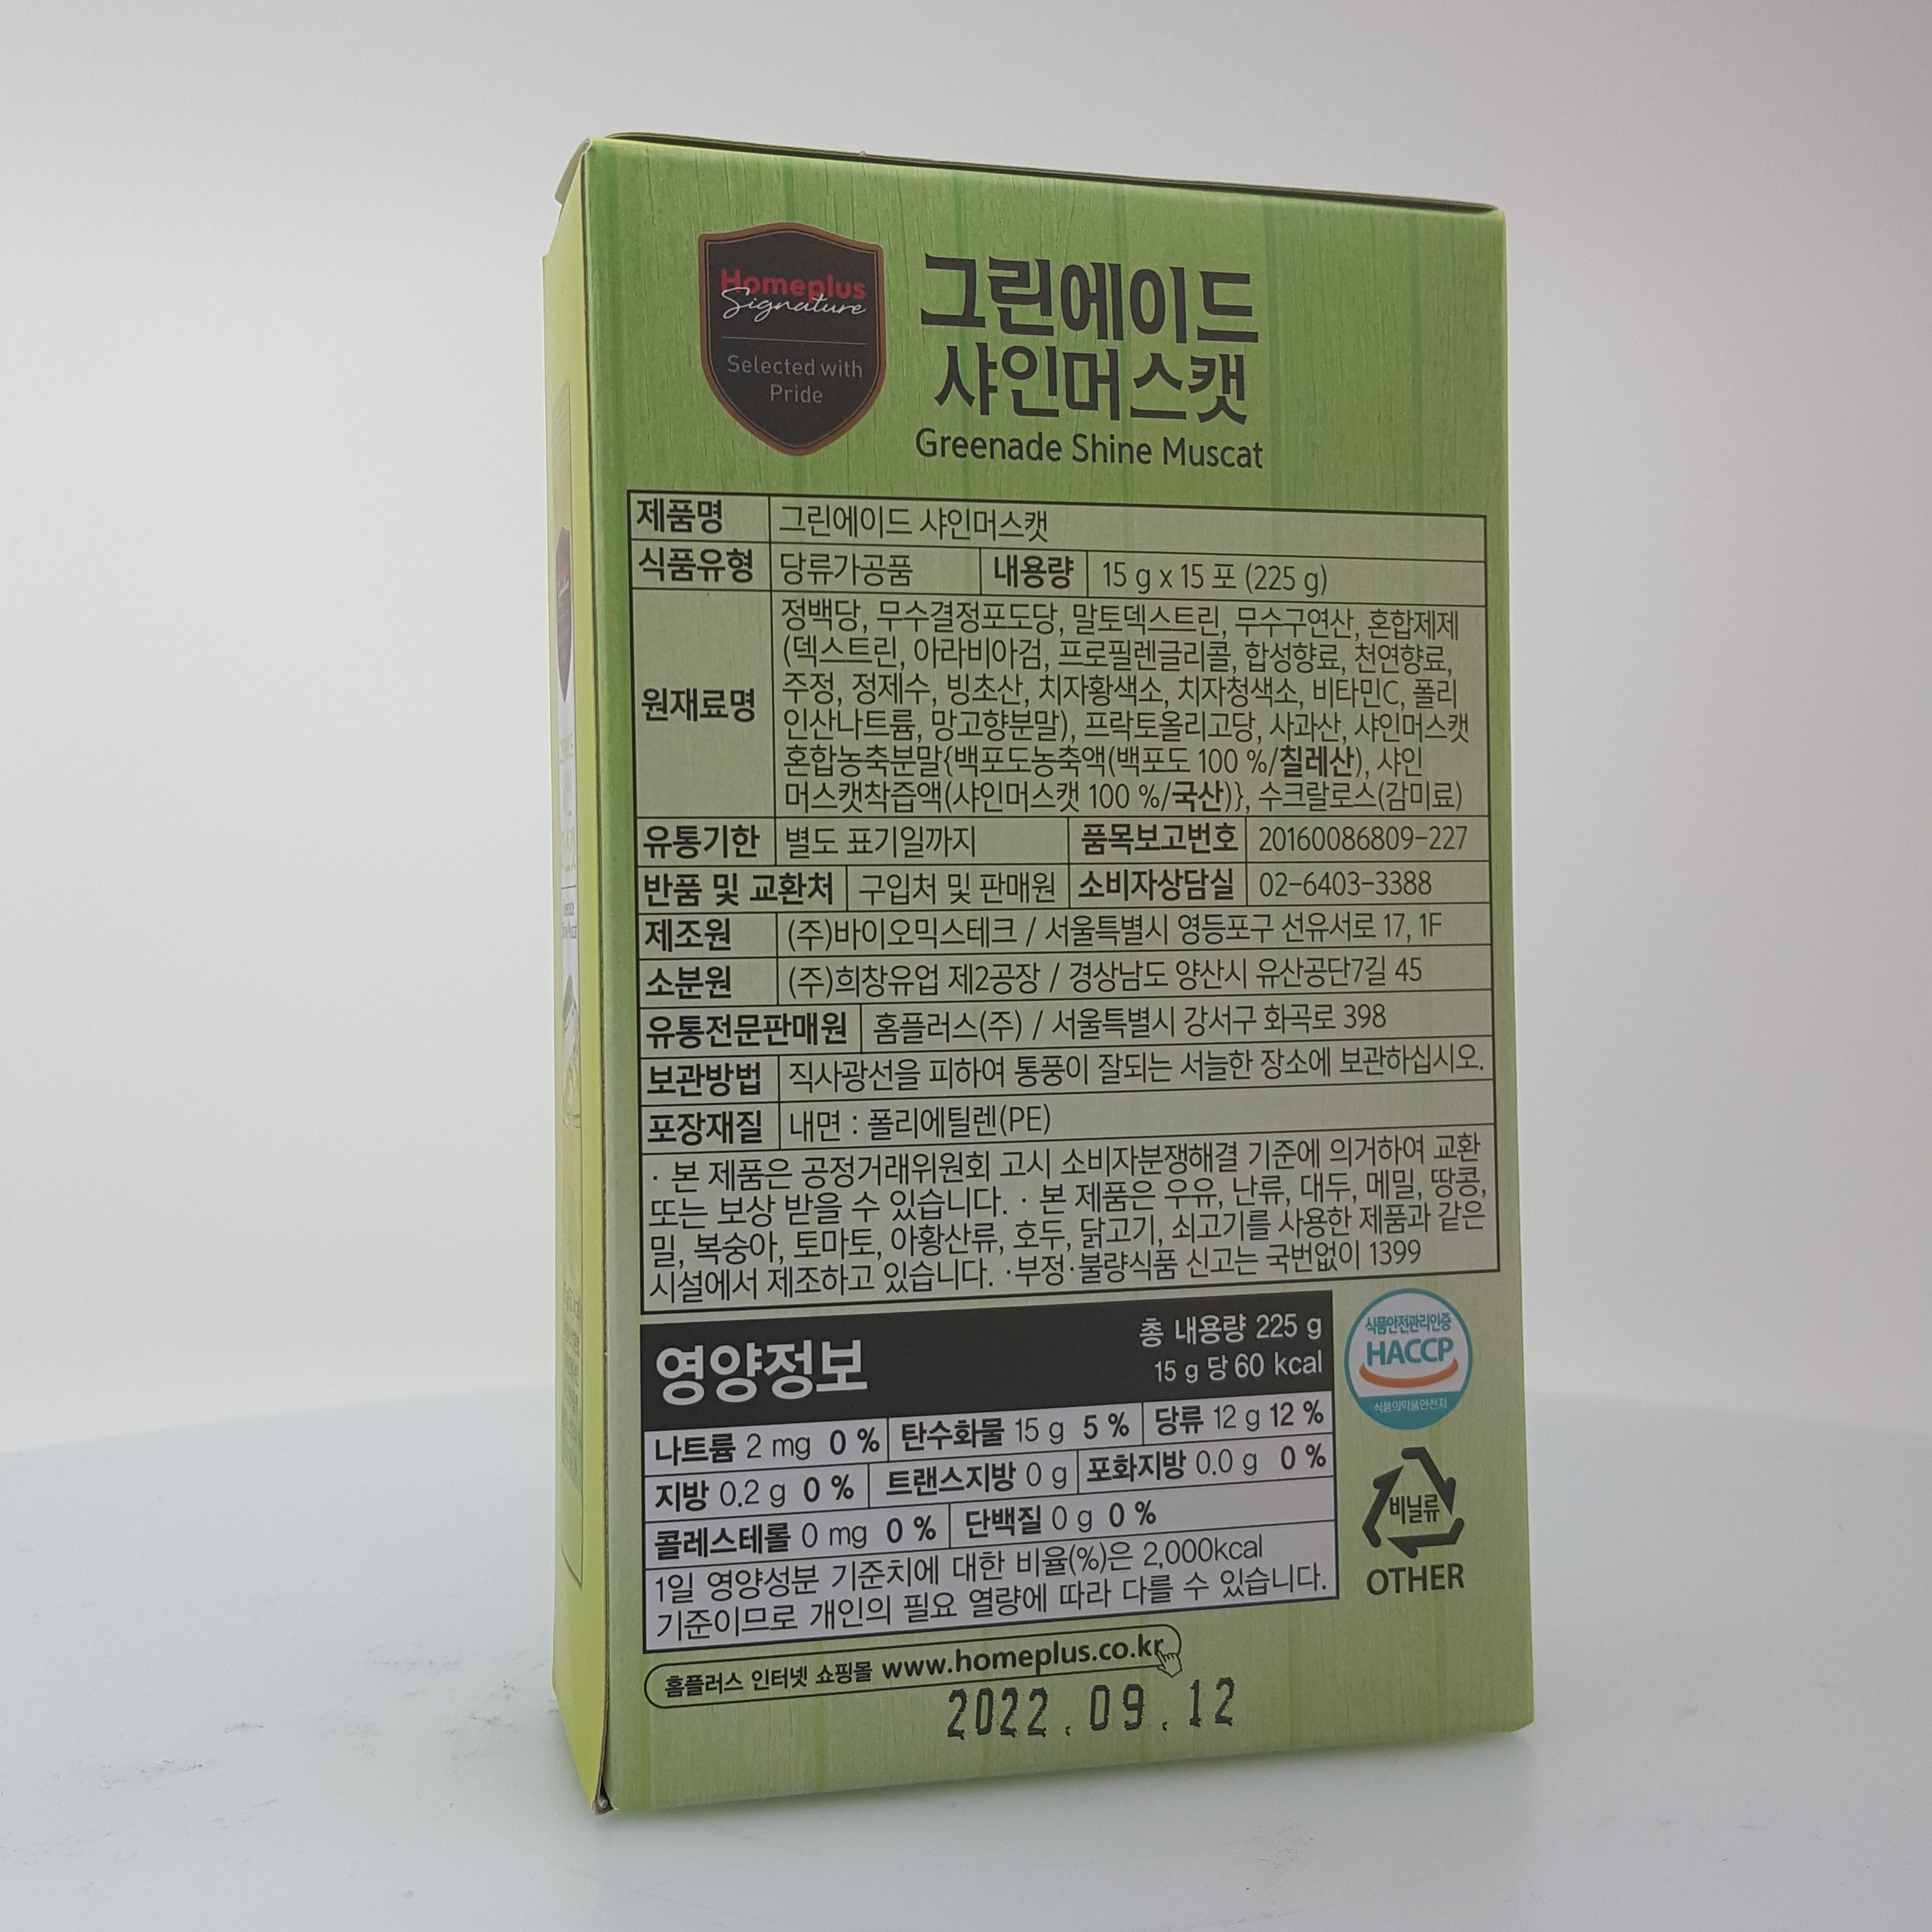 Homeplus
Signature
Selected with
Pride
그린에이드
샤인머스캣
Greenade Shine Muscat
제품명 그린에이드 샤인머스캣
식품유형 당류가공품 내용량 15 g x 15 포 (225 g)
원재료명
정백당, 무수결정포도당, 말토덱스트린, 무수구연산, 혼합제제
(덱스트린, 아라비아검, 프로필렌글리콜, 합성향료, 천연향료,
주정, 정제수, 빙초산, 치자황색소, 치자청색소, 비타민C, 폴리
인산나트륨, 망고향분말), 프락토올리고당, 사과산, 샤인머스캣
혼합농축분말{백포도농축액(백포도 100 %/칠레산), 샤인
머스캣착즙액(샤인머스캣 100 %/국산)}, 수크랄로스(감미료)
유통기한 별도 표기일까지 품목보고번호 20160086809-227
반품 및 교환처 구입처 및 판매원 소비자상담실 02-6403-3388
제조원 (주)바이오믹스테크 / 서울특별시 영등포구 선유서로 17, 1F
소분원 (주)희창유업 제2공장 / 경상남도 양산시 유산공단7길 45
유통전문판매원 홈플러스(주) / 서울특별시 강서구 화곡로 398
보관방법 직사광선을 피하여 통풍이 잘되는 서늘한 장소에 보관하십시오.
포장재질 내면 : 폴리에틸렌(PE)
· 본 제품은 공정거래위원회 고시 소비자분쟁해결 기준에 의거하여 교환
또는 보상 받을 수 있습니다. · 본 제품은 우유, 난류, 대두, 메밀, 땅콩,
밀, 복숭아, 토마토, 아황산류, 호두, 닭고기, 쇠고기를 사용한 제품과 같은
시설에서 제조하고 있습니다. ·부정·불량식품 신고는 국번없이 1399
영양정보
총 내용량 225 g
15 g 당 60 kcal
나트륨 2 mg 0 % 탄수화물 15 g 5 % 당류 12 g 12 %
지방 0.2 g 0 % 트랜스지방 0 g 포화지방 0.0 g 0 %
콜레스테롤 0 mg 0 % 단백질 0 g 0 %
1일 영양성분 기준치에 대한 비율(%)은 2,000kcal
기준이므로 개인의 필요 열량에 따라 다를 수 있습니다.
식품안전관리인증
HACCP
식품의약품안전처
비닐류
OTHER
홈플러스 인터넷 쇼핑몰 www.homeplus.co.kr
2022.09.12